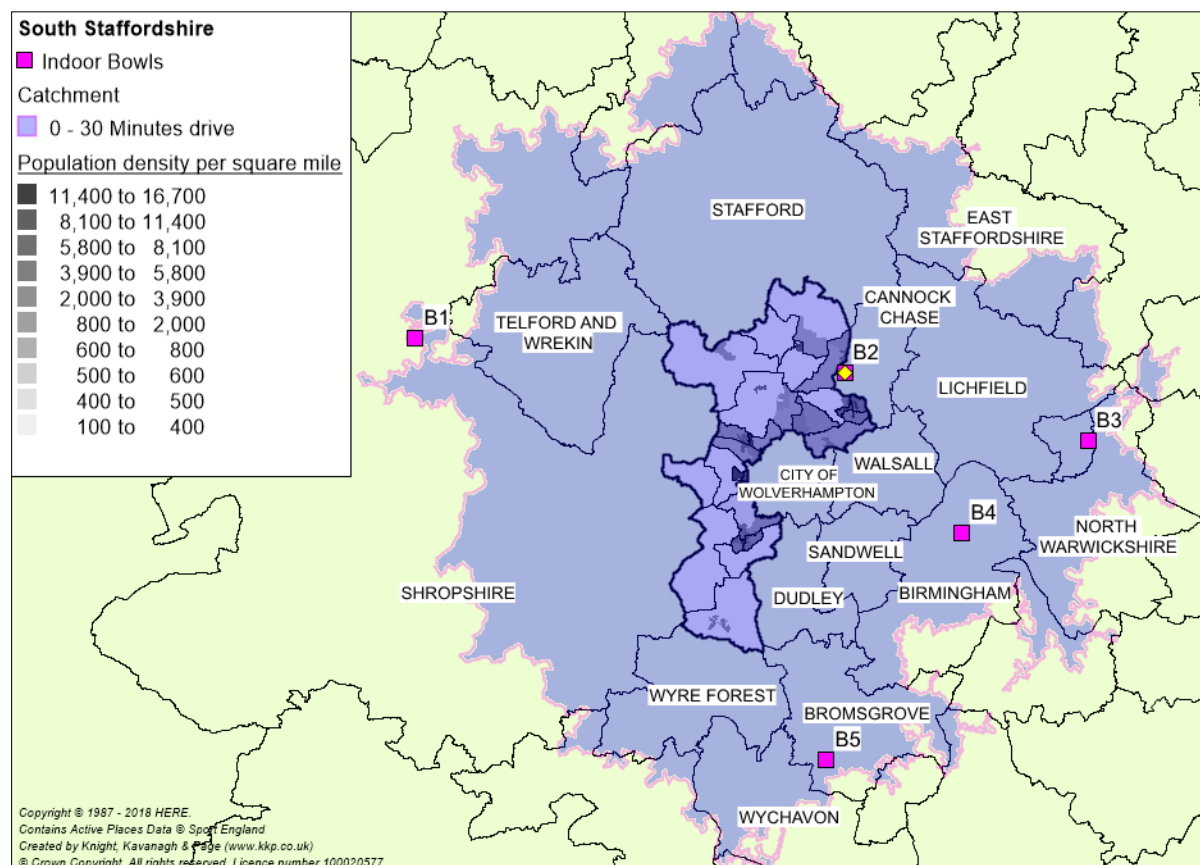 South Staffordshire
Indoor Bowls
Catchment
0 - 30 Minutes drive
Population density per square mile
11,400 to 16,700
8,100 to 11,400
5,800 to 8,100
3,900 to 5,800
2,000 to 3,900
800 to 2,000
600 to 800
500 to 600
400 to 500
100 to 400
STAFFORD
EAST
STAFFORDSHIRE
CANNOCK
CHASE
B1
TELFORD AND
WREKIN
B2
LICHFIELD
B3
WALSALL
CITY OF
WOLVERHAMPTON
B4
NORTH
WARWICKSHIRE
SANDWELL
SHROPSHIRE
DUDLEY
BIRMINGHAM
WYRE FOREST
BROMSGROVE
B5
WYCHAVON
Copyright © 1987 - 2018 HERE.
Contains Active Places Data © Sport England
Created by Knight, Kavanagh & Page (www.kkp.co.uk)
© Crown Copyright. All rights reserved. Licence number 100020577